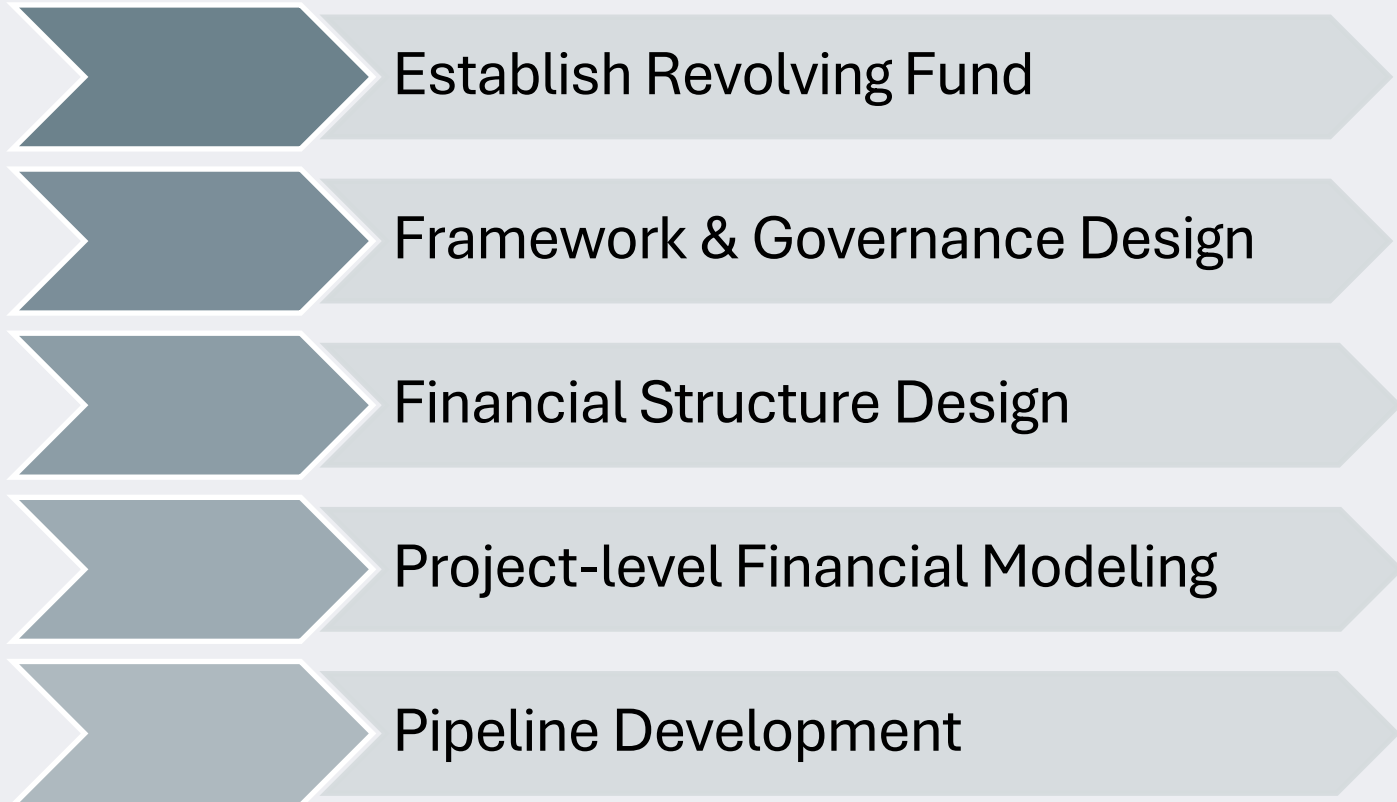 Establish Revolving Fund
Framework & Governance Design
Financial Structure Design
Project-level Financial Modeling
Pipeline Development